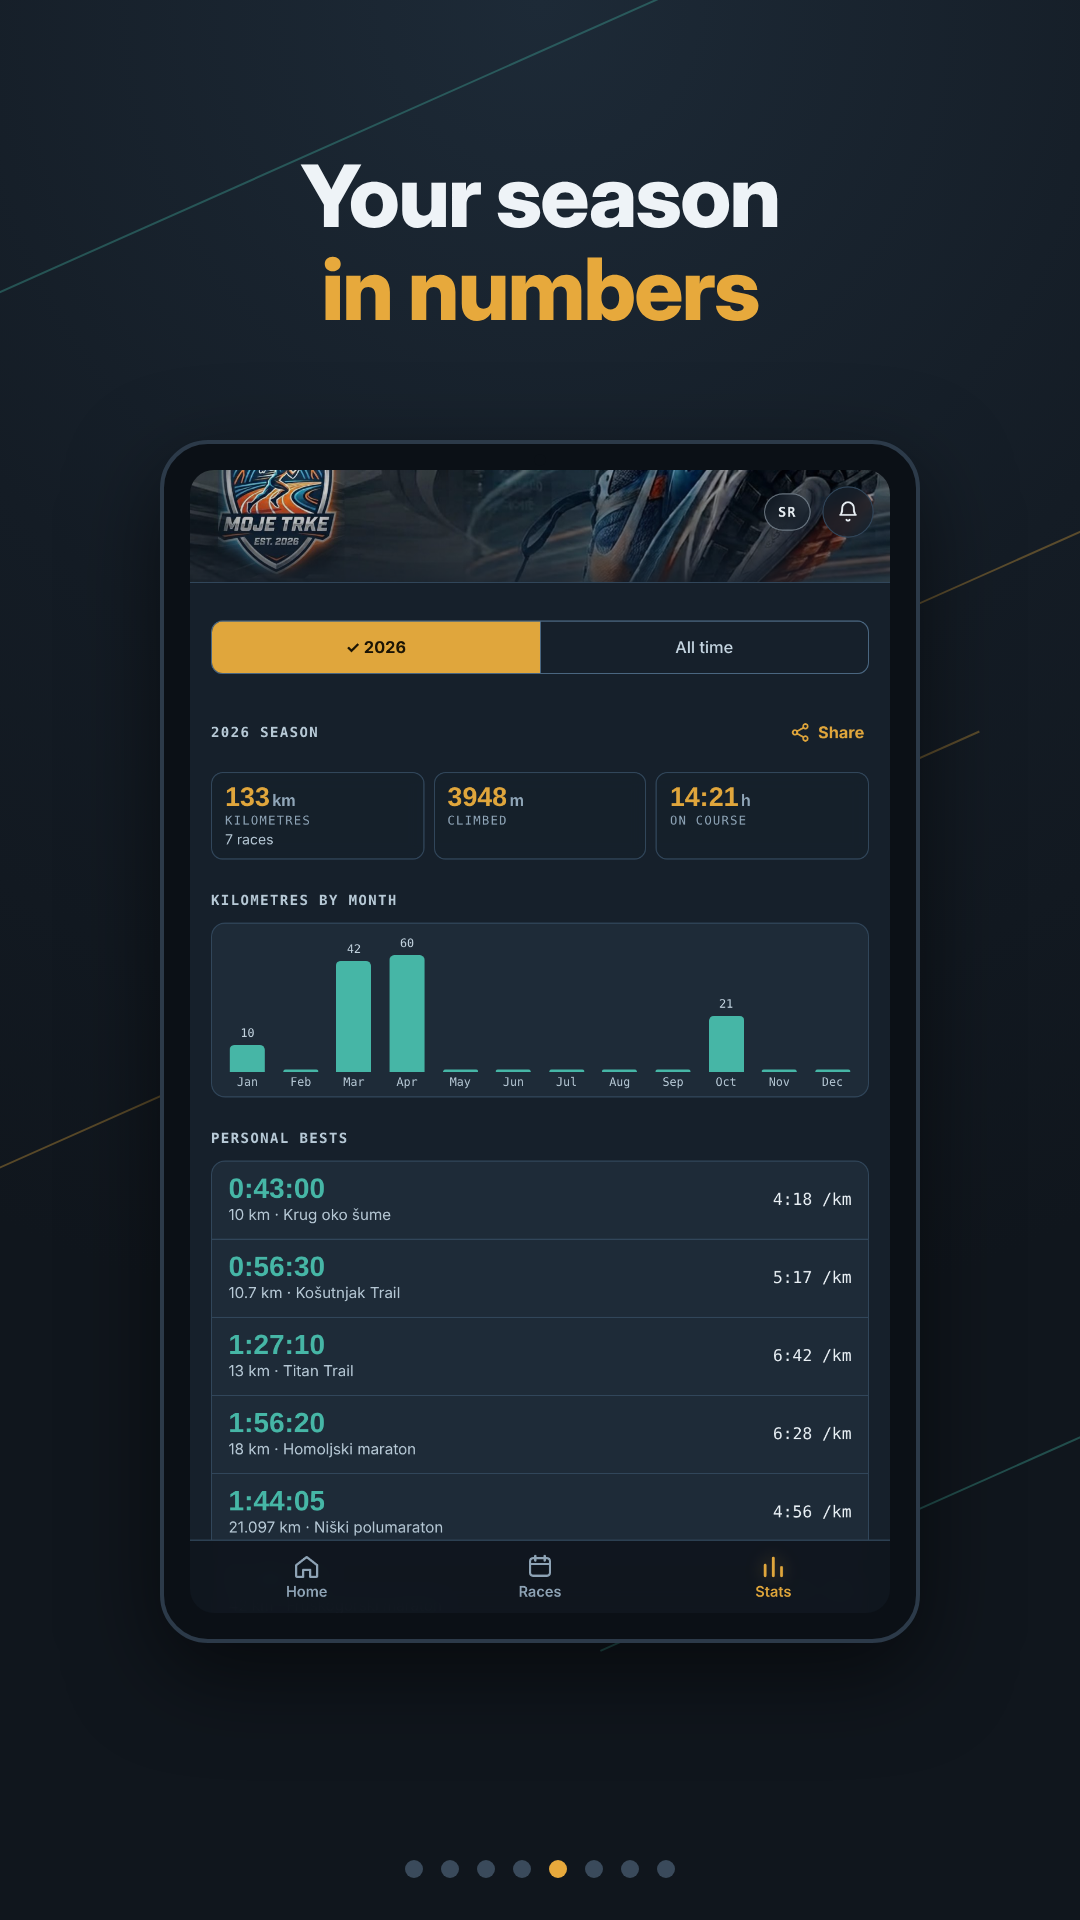 Your season
in numbers
MOJE TRKE
EST. 2026
SR
✓ 2026
All time
2026 SEASON
Share
133 km
KILOMETRES
7 races
3948 m
CLIMBED
14:21 h
ON COURSE
KILOMETRES BY MONTH
10
42
60
21
Jan Feb Mar Apr May Jun Jul Aug Sep Oct Nov Dec
PERSONAL BESTS
0:43:00
10 km · Krug oko šume
4:18 /km
0:56:30
10.7 km · Košutnjak Trail
5:17 /km
1:27:10
13 km · Titan Trail
6:42 /km
1:56:20
18 km · Homoljski maraton
6:28 /km
1:44:05
21.097 km · Niški polumaraton
4:56 /km
Home
Races
Stats